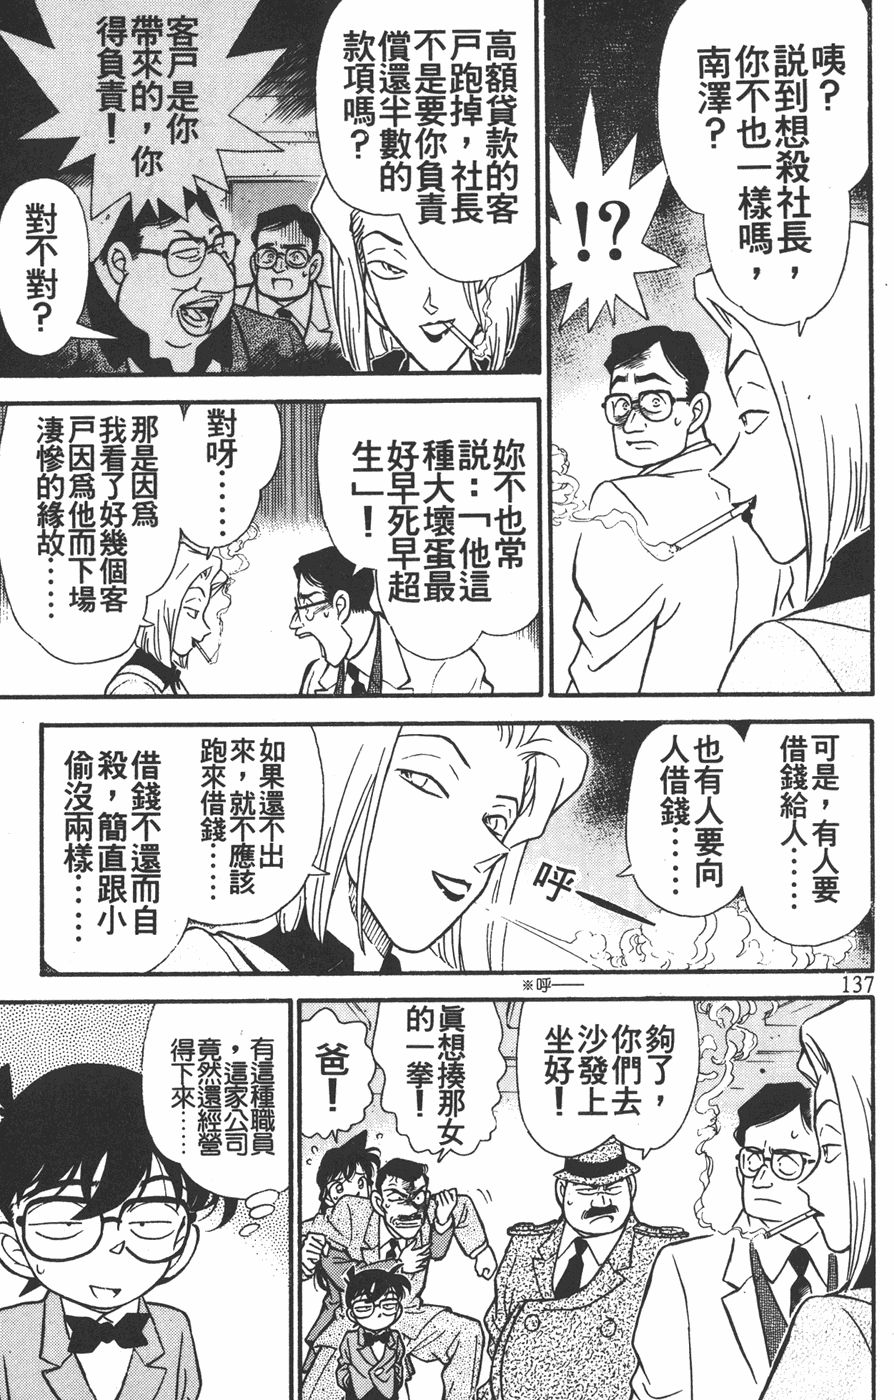 咦？
說到想殺社長，
你不也一樣嗎，
南澤？
!?
高額貸款的客
戶跑掉，社長
不是要你負責
償還半數的
款項嗎？
客戶是你
帶來的，你
得負責！
對不對？
妳不也常
說：「他這
種大壞蛋最
好早死早超
生」！
對呀……
那是因為
我看了好幾個客
戶因為他而下場
淒慘的緣故……
可是，有人要
借錢給人……
也有人要向
人借錢……
呼—
如果還不出
來，就不應該
跑來借錢……
借錢不還而自
殺，簡直跟小
偷沒兩樣……
※呼——
137
夠了，
你們去
沙發上
坐好！
真想揍那女
的一拳！
爸！
有這種職員
，這家公司
竟然還經營
得下來……